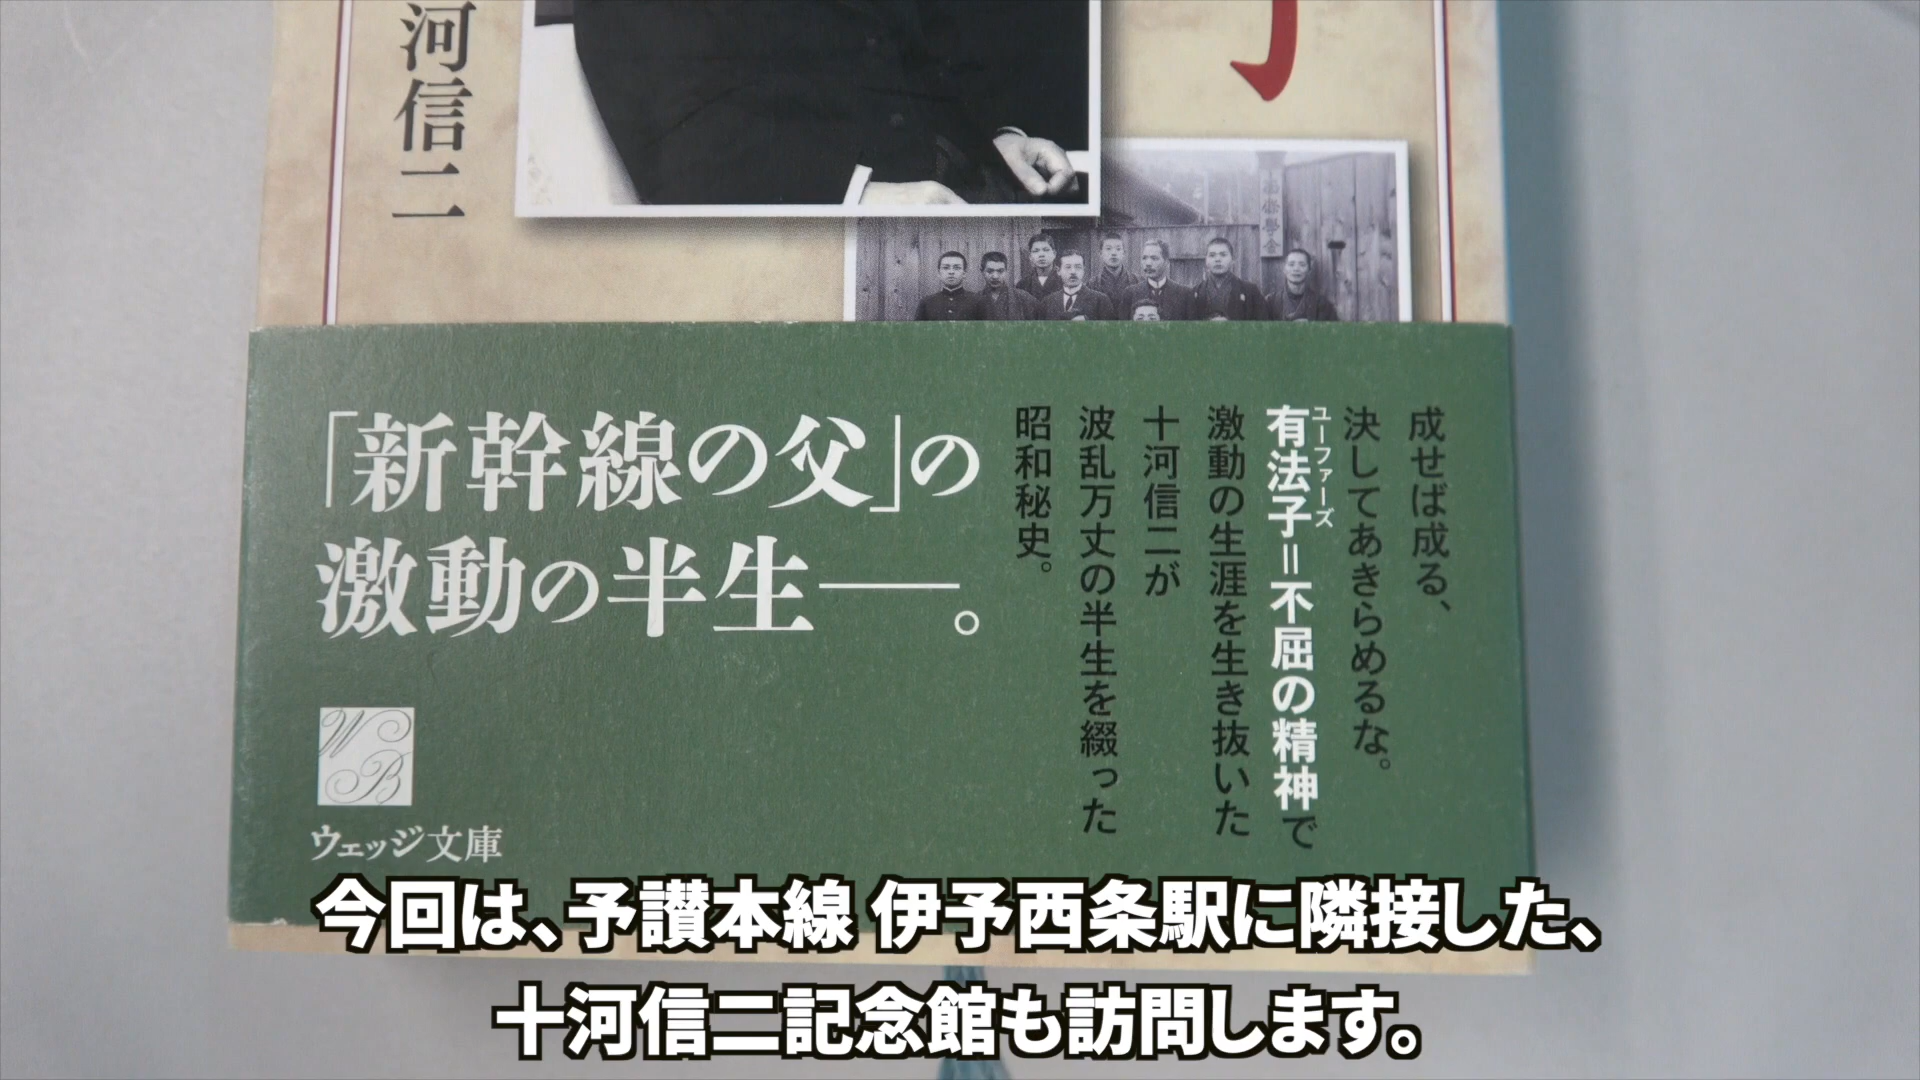 河信二
子
「新幹線の父」の
激動の半生――。
成せば成る、
決してあきらめるな。
ユーファーズ
有法子=不屈の精神で
激動の生涯を生き抜いた
十河信二が
波乱万丈の半生を綴った
昭和秘史。
WB
ウェッジ文庫
今回は、予讃本線 伊予西条駅に隣接した、
十河信二記念館も訪問します。